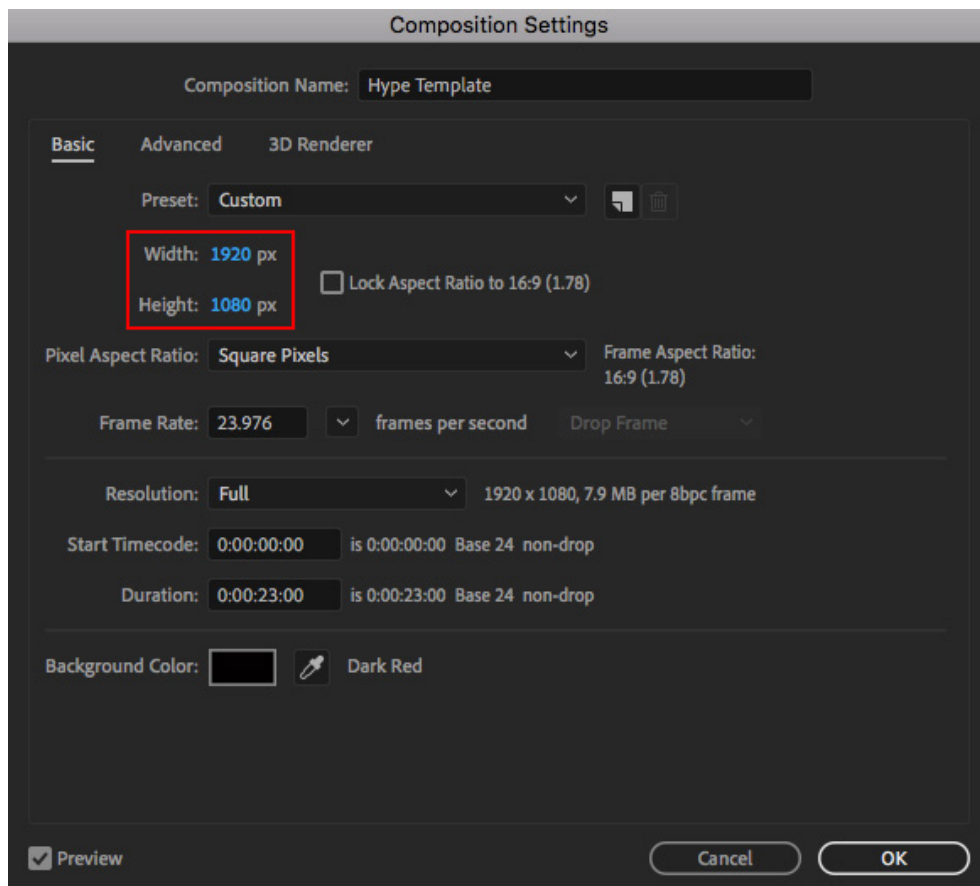 Composition Settings
Composition Name: Hype Template
Basic Advanced 3D Renderer
Preset: Custom
Width: 1920 px
Lock Aspect Ratio to 16:9 (1.78)
Height: 1080 px
Pixel Aspect Ratio: Square Pixels
Frame Aspect Ratio:
16:9 (1.78)
Frame Rate: 23.976 frames per second Drop Frame
Resolution: Full 1920 x 1080, 7.9 MB per 8bpc frame
Start Timecode: 0:00:00:00 is 0:00:00:00 Base 24 non-drop
Duration: 0:00:23:00 is 0:00:23:00 Base 24 non-drop
Background Color: Dark Red
Preview Cancel OK